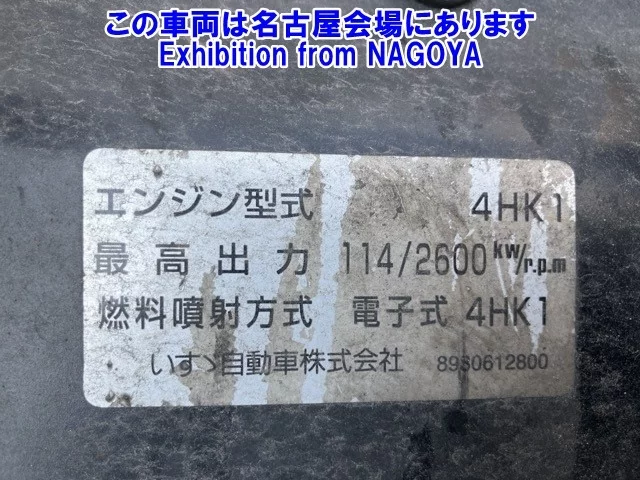 この車両は名古屋会場にあります
Exhibition from NAGOYA
エンジン型式 4HK1
最高出力 114/2600 kW/r.p.m
燃料噴射方式 電子式 4HK1
いすゞ自動車株式会社 8980612800